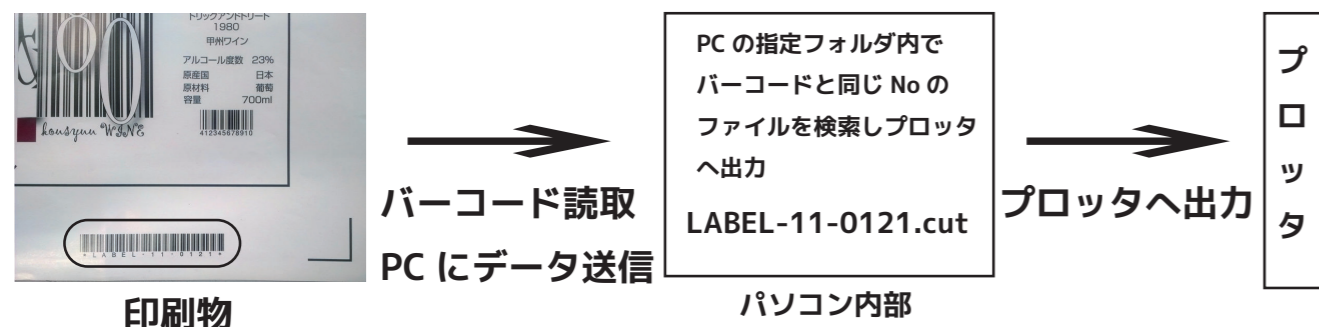 トリックアンドトリート
1980
甲州ワイン
アルコール度数 23%
原産国 日本
原材料 葡萄
容量 700ml
kousyuu WINE
412345678910
*LABEL-11-0121*
印刷物
バーコード読取
PC にデータ送信
PC の指定フォルダ内で
バーコードと同じ No の
ファイルを検索しプロッタ
へ出力
LABEL-11-0121.cut
パソコン内部
プロッタへ出力
プロッタ